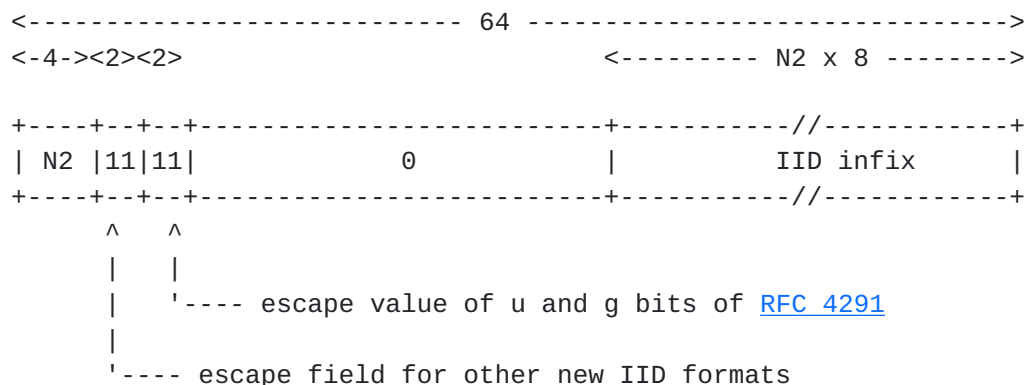 <---------------------------- 64 ------------------------------->
<-4-><2><2>                           <--------- N2 x 8 -------->
+----+--+--+--------------------------+-----------//------------+
| N2 |11|11|             0            |          IID infix      |
+----+--+--+--------------------------+-----------//------------+
      ^   ^
      |   |
      |   '---- escape value of u and g bits of RFC 4291
      |
      '---- escape field for other new IID formats